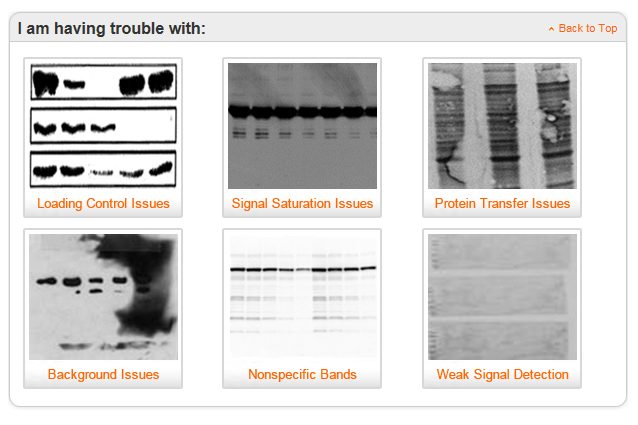 I am having trouble with:
Back to Top
Loading Control Issues
Signal Saturation Issues
Protein Transfer Issues
Background Issues
Nonspecific Bands
Weak Signal Detection